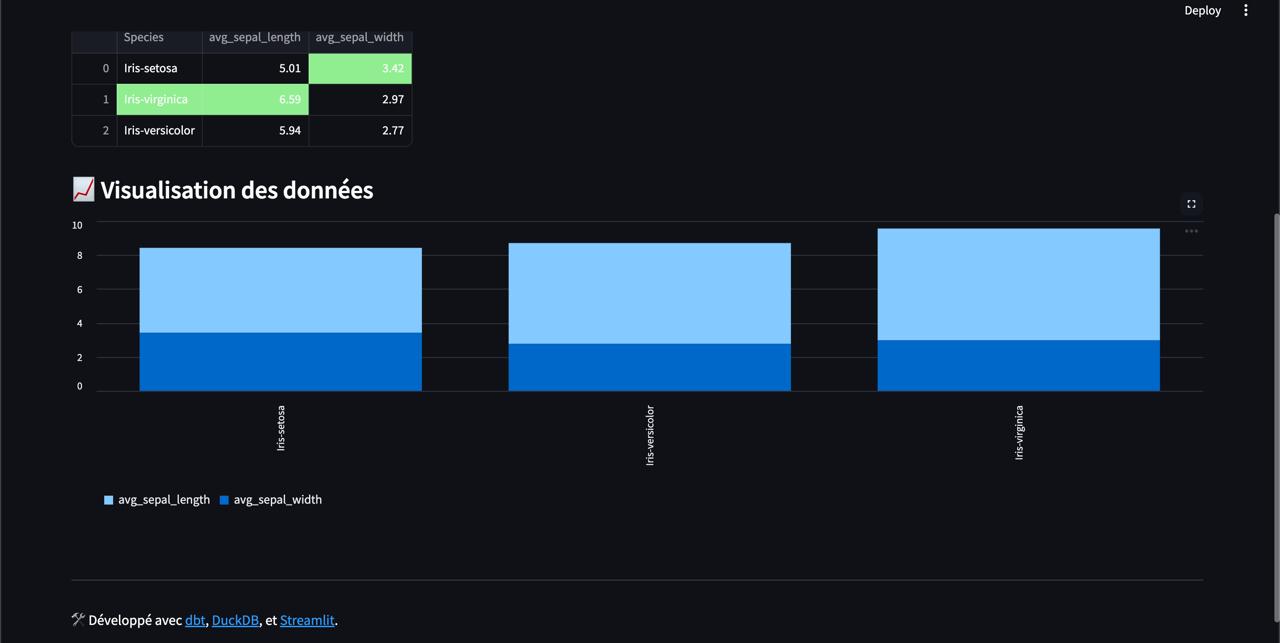 Deploy
Species avg_sepal_length avg_sepal_width
0 Iris-setosa 5.01 3.42
1 Iris-virginica 6.59 2.97
2 Iris-versicolor 5.94 2.77
📈 Visualisation des données
10
8
6
4
2
0
Iris-setosa
Iris-versicolor
Iris-virginica
avg_sepal_length avg_sepal_width
🛠️ Développé avec dbt, DuckDB, et Streamlit.